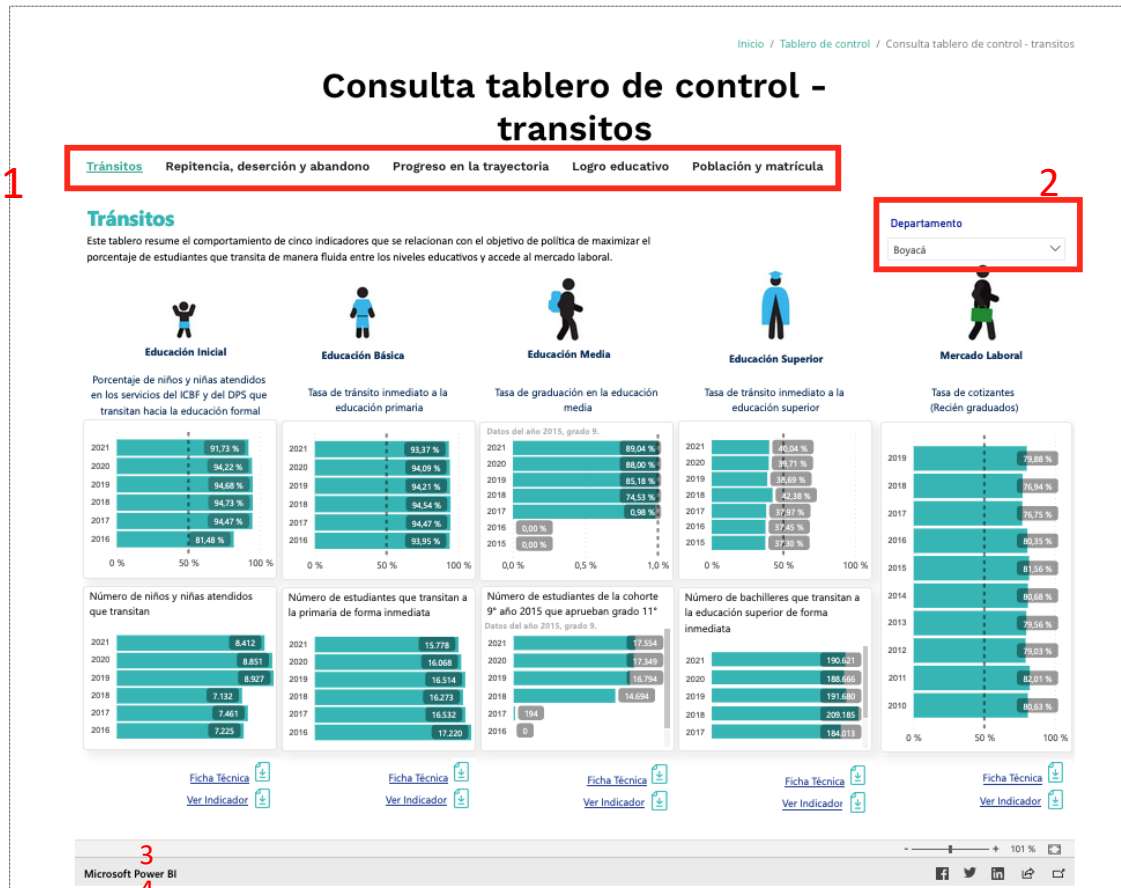 Inicio / Tablero de control / Consulta tablero de control - transitos
Consulta tablero de control -
transitos
1
Tránsitos Repitencia, deserción y abandono Progreso en la trayectoria Logro educativo Población y matrícula
2
Tránsitos
Este tablero resume el comportamiento de cinco indicadores que se relacionan con el objetivo de política de maximizar el
porcentaje de estudiantes que transita de manera fluida entre los niveles educativos y accede al mercado laboral.
Departamento
Boyacá
Educación Inicial
Porcentaje de niños y niñas atendidos
en los servicios del ICBF y del DPS que
transitan hacia la educación formal
2021 91,73 %
2020 94,22 %
2019 94,68 %
2018 94,73 %
2017 94,47 %
2016 81,48 %
0 % 50 % 100 %
Número de niños y niñas atendidos
que transitan
2021 8.412
2020 8.851
2019 8.927
2018 7.132
2017 7.461
2016 7.225
Ficha Técnica
Ver Indicador
Educación Básica
Tasa de tránsito inmediato a la
educación primaria
2021 93,37 %
2020 94,09 %
2019 94,21 %
2018 94,54 %
2017 94,47 %
2016 93,95 %
0 % 50 % 100 %
Número de estudiantes que transitan a
la primaria de forma inmediata
2021 15.778
2020 16.068
2019 16.514
2018 16.273
2017 16.532
2016 17.220
Ficha Técnica
Ver Indicador
Educación Media
Tasa de graduación en la educación
media
Datos del año 2015, grado 9.
2021 89,04 %
2020 88,00 %
2019 85,18 %
2018 74,53 %
2017 0,98 %
2016 0,00 %
2015 0,00 %
0,0 % 0,5 % 1,0 %
Número de estudiantes de la cohorte
9° año 2015 que aprueban grado 11°
Datos del año 2015, grado 9.
2021 17.554
2020 17.349
2019 16.794
2018 14.694
2017 194
2016 0
Ficha Técnica
Ver Indicador
Educación Superior
Tasa de tránsito inmediato a la
educación superior
2021 40,04 %
2020 39,71 %
2019 38,69 %
2018 42,38 %
2017 37,97 %
2016 37,45 %
2015 37,30 %
0 % 50 % 100 %
Número de bachilleres que transitan a
la educación superior de forma
inmediata
2021 190.621
2020 188.666
2019 191.680
2018 209.185
2017 184.013
Ficha Técnica
Ver Indicador
Mercado Laboral
Tasa de cotizantes
(Recién graduados)
2019 79,88 %
2018 76,94 %
2017 76,75 %
2016 80,35 %
2015 81,56 %
2014 80,68 %
2013 79,56 %
2012 79,03 %
2011 82,01 %
2010 80,63 %
0 % 50 % 100 %
Ficha Técnica
Ver Indicador
- + 101 %
3
Microsoft Power BI
4